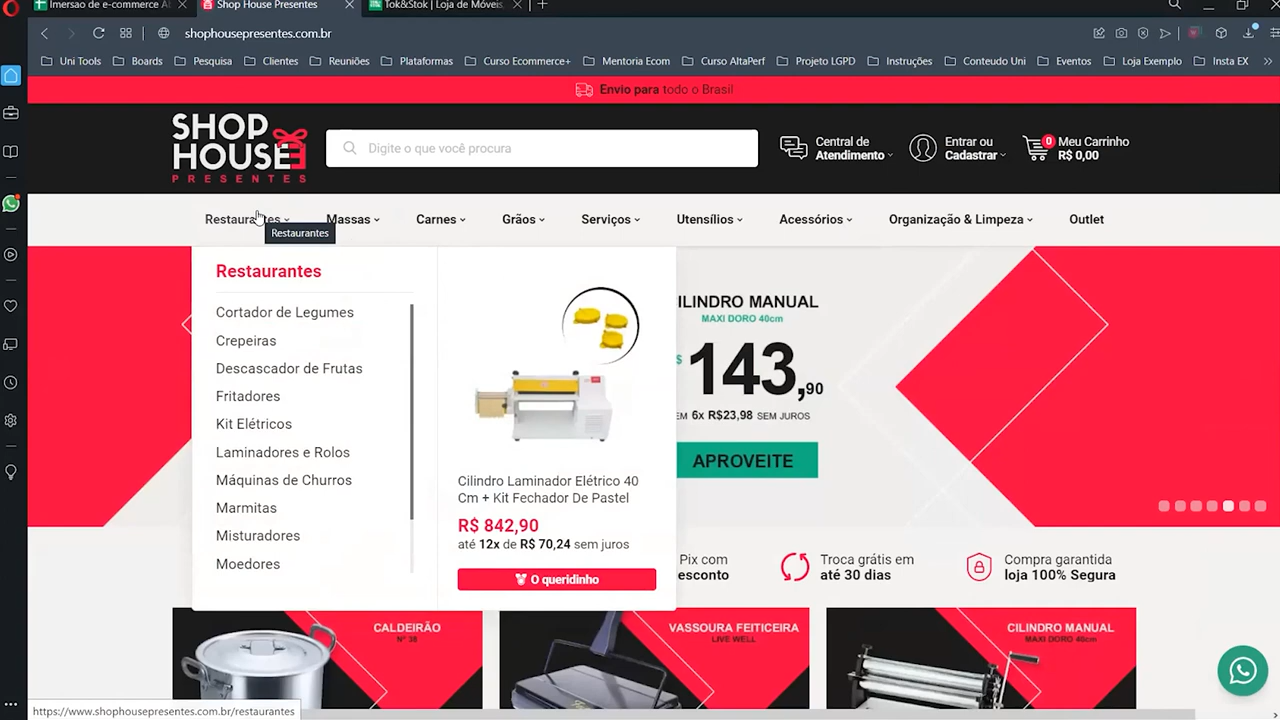 Imersao de e-commerce Al
Shop House Presentes
Tok&Stok | Loja de Móveis,
shophousepresentes.com.br
Uni Tools
Boards
Pesquisa
Clientes
Reuniões
Plataformas
Curso Ecommerce+
Mentoria Ecom
Curso AltaPerf
Projeto LGPD
Instruções
Conteudo Uni
Eventos
Loja Exemplo
Insta EX
Envio para todo o Brasil
SHOP
HOUSE
PRESENTES
Digite o que você procura
Central de
Atendimento
Entrar ou
Cadastrar
0
Meu Carrinho
R$ 0,00
Restaurantes
Massas
Carnes
Grãos
Serviços
Utensílios
Acessórios
Organização & Limpeza
Outlet
Restaurantes
Restaurantes
Cortador de Legumes
Crepeiras
Descascador de Frutas
Fritadores
Kit Elétricos
Laminadores e Rolos
Máquinas de Churros
Marmitas
Misturadores
Moedores
Cilindro Laminador Elétrico 40
Cm + Kit Fechador De Pastel
R$ 842,90
até 12x de R$ 70,24 sem juros
O queridinho
CILINDRO MANUAL
MAXI DORO 40cm
$ 143,90
EM 6x R$23,98 SEM JUROS
APROVEITE
Pix com
esconto
Troca grátis em
até 30 dias
Compra garantida
loja 100% Segura
CALDEIRÃO
Nº 38
VASSOURA FEITICEIRA
LIVE WELL
CILINDRO MANUAL
MAXI DORO 40cm
https://www.shophousepresentes.com.br/restaurantes